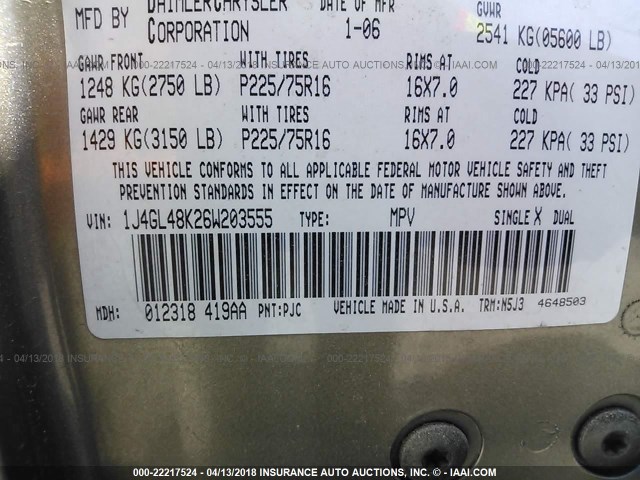 MFD BY DAIMLERCHRYSLER DATE OF MFR GVWR
CORPORATION 1-06 2541 KG(05600 LB)
GAWR FRONT WITH TIRES RIMS AT COLD
1248 KG(2750 LB) P225/75R16 16X7.0 227 KPA( 33 PSI)
GAWR REAR WITH TIRES RIMS AT COLD
1429 KG(3150 LB) P225/75R16 16X7.0 227 KPA( 33 PSI)
THIS VEHICLE CONFORMS TO ALL APPLICABLE FEDERAL MOTOR VEHICLE SAFETY AND THEFT
PREVENTION STANDARDS IN EFFECT ON THE DATE OF MANUFACTURE SHOWN ABOVE.
VIN: 1J4GL48K26W203555 TYPE: MPV SINGLE X DUAL
MDH: 012318 419AA PNT:PJC VEHICLE MADE IN U.S.A. TRM:N5J3 4648503
000-22217524 - 04/13/2018 INSURANCE AUTO AUCTIONS, INC. - © - IAAI.COM